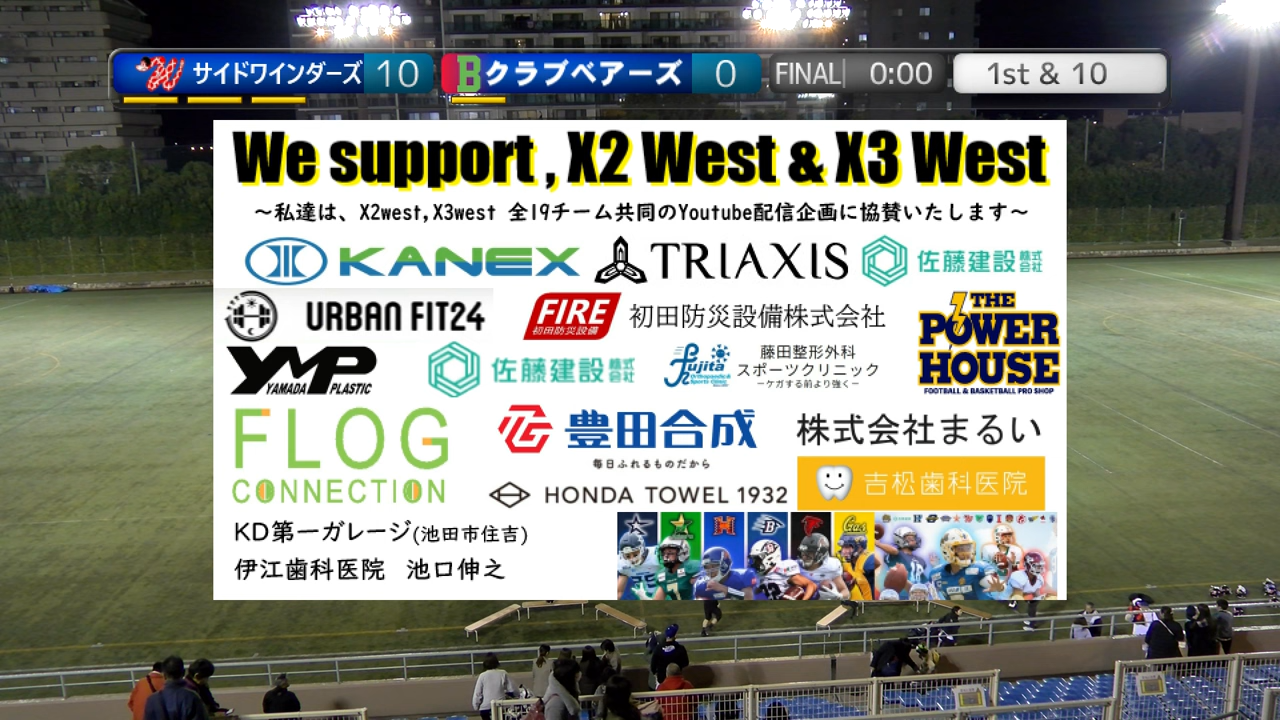 サイドワインダーズ 10 B クラブベアーズ 0 FINAL 0:00 1st & 10
We support , X2 West & X3 West
～私達は、X2west,X3west 全19チーム共同のYoutube配信企画に協賛いたします～
KANEX TRIAXIS 佐藤建設株式会社
URBAN FIT24 FIRE 初田防災設備 初田防災設備株式会社
THE POWER HOUSE
FOOTBALL & BASKETBALL PRO SHOP
YMP YAMADA PLASTIC 佐藤建設株式会社 Fujita Orthopaedic & Sports Clinic
藤田整形外科
スポーツクリニック
－ケガする前より強く－
FLOG
CONNECTION
TG 豊田合成
毎日ふれるものだから
株式会社まるい
HONDA TOWEL 1932
吉松歯科医院
KD第一ガレージ(池田市住吉)
伊江歯科医院 池口伸之